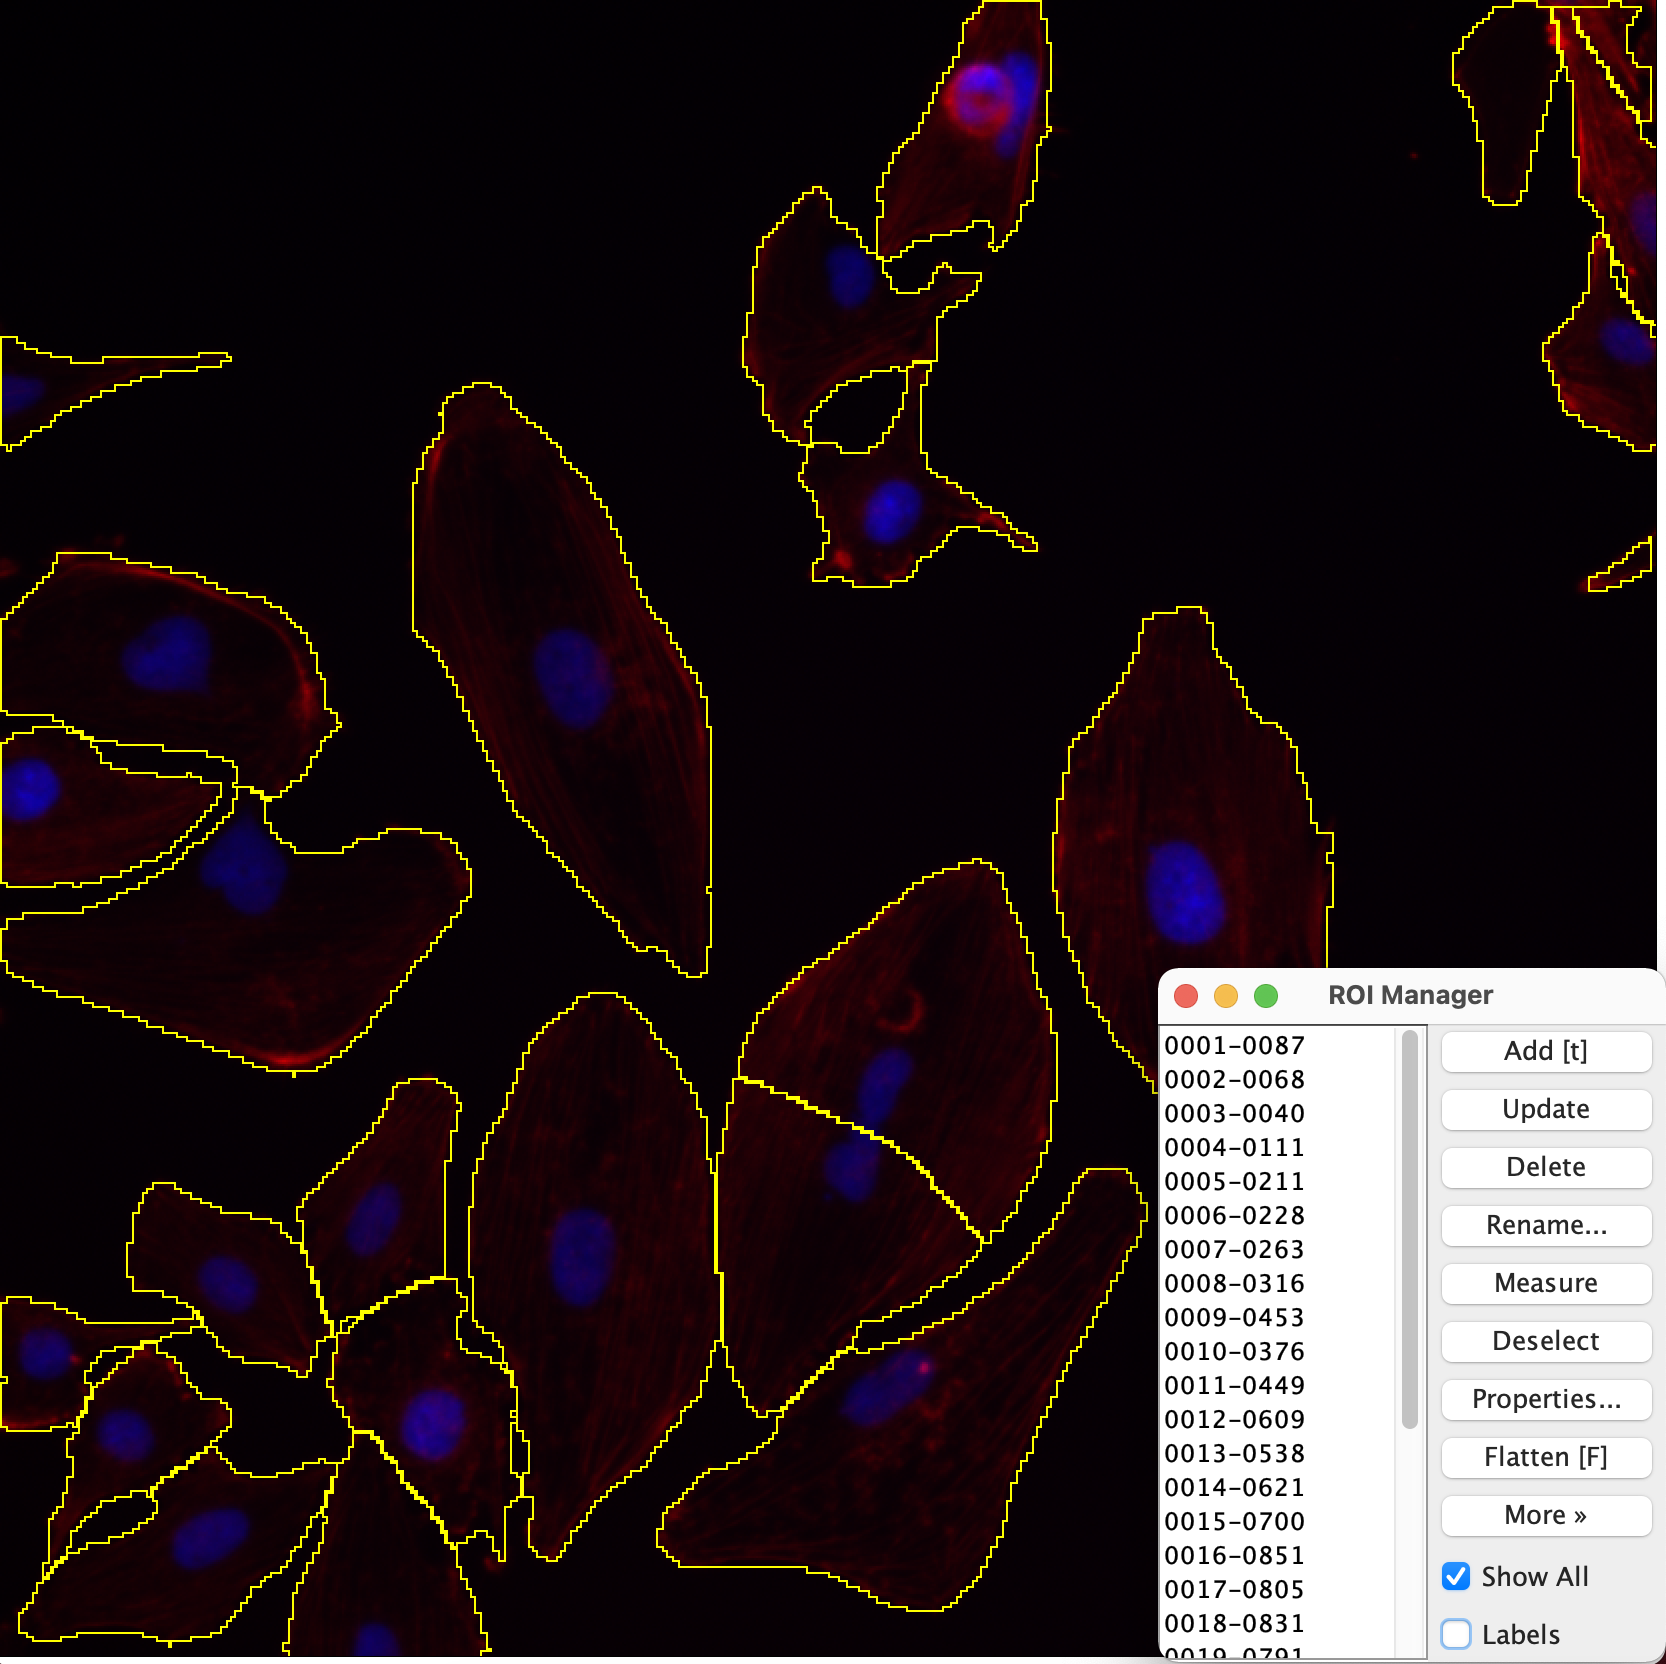 ROI Manager
0001-0087
0002-0068
0003-0040
0004-0111
0005-0211
0006-0228
0007-0263
0008-0316
0009-0453
0010-0376
0011-0449
0012-0609
0013-0538
0014-0621
0015-0700
0016-0851
0017-0805
0018-0831
0019-0791
Add [t]
Update
Delete
Rename...
Measure
Deselect
Properties...
Flatten [F]
More »
Show All
Labels